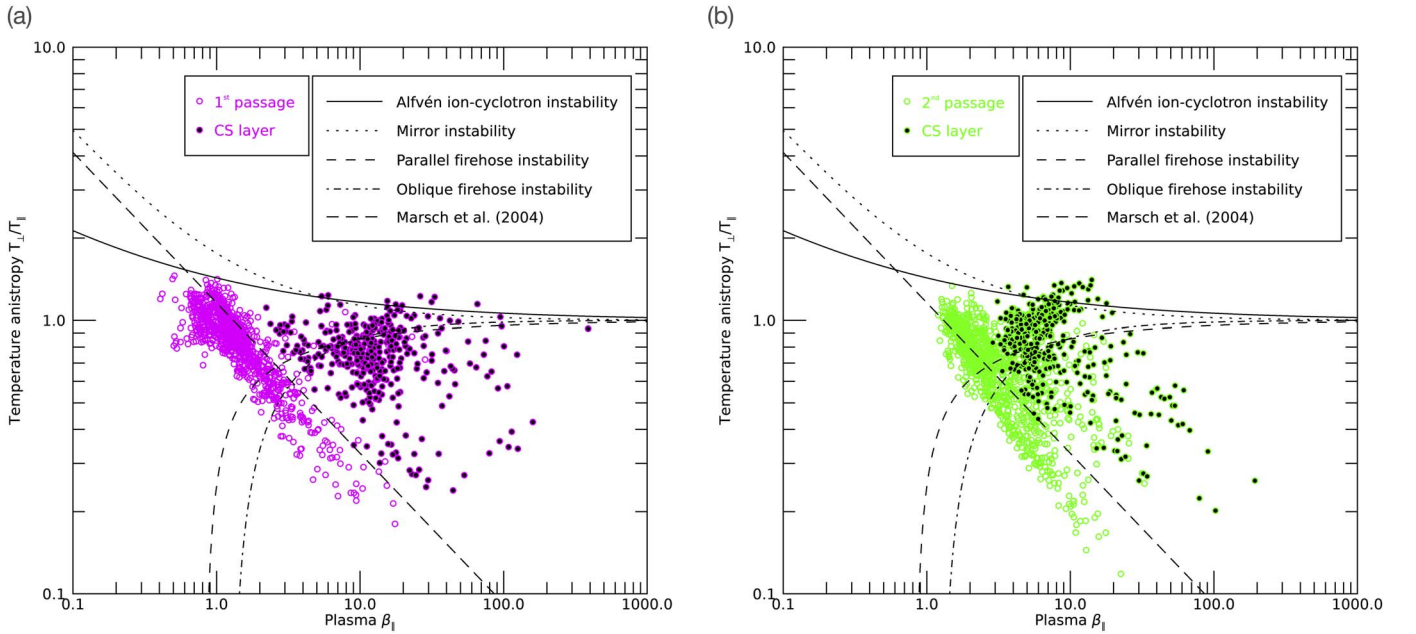 (a)
10.0
1st passage
CS layer
Alfvén ion-cyclotron instability
Mirror instability
Parallel firehose instability
Oblique firehose instability
Marsch et al. (2004)
Temperature anistropy T⊥/T∥
1.0
0.1
0.1
1.0
10.0
100.0
1000.0
Plasma β∥
(b)
10.0
2nd passage
CS layer
Alfvén ion-cyclotron instability
Mirror instability
Parallel firehose instability
Oblique firehose instability
Marsch et al. (2004)
Temperature anistropy T⊥/T∥
1.0
0.1
0.1
1.0
10.0
100.0
1000.0
Plasma β∥